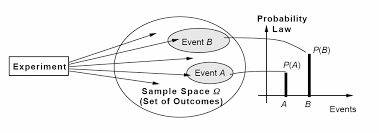 Experiment
Event B
Event A
Sample Space Ω
(Set of Outcomes)
Probability
Law
P(B)
P(A)
A B Events